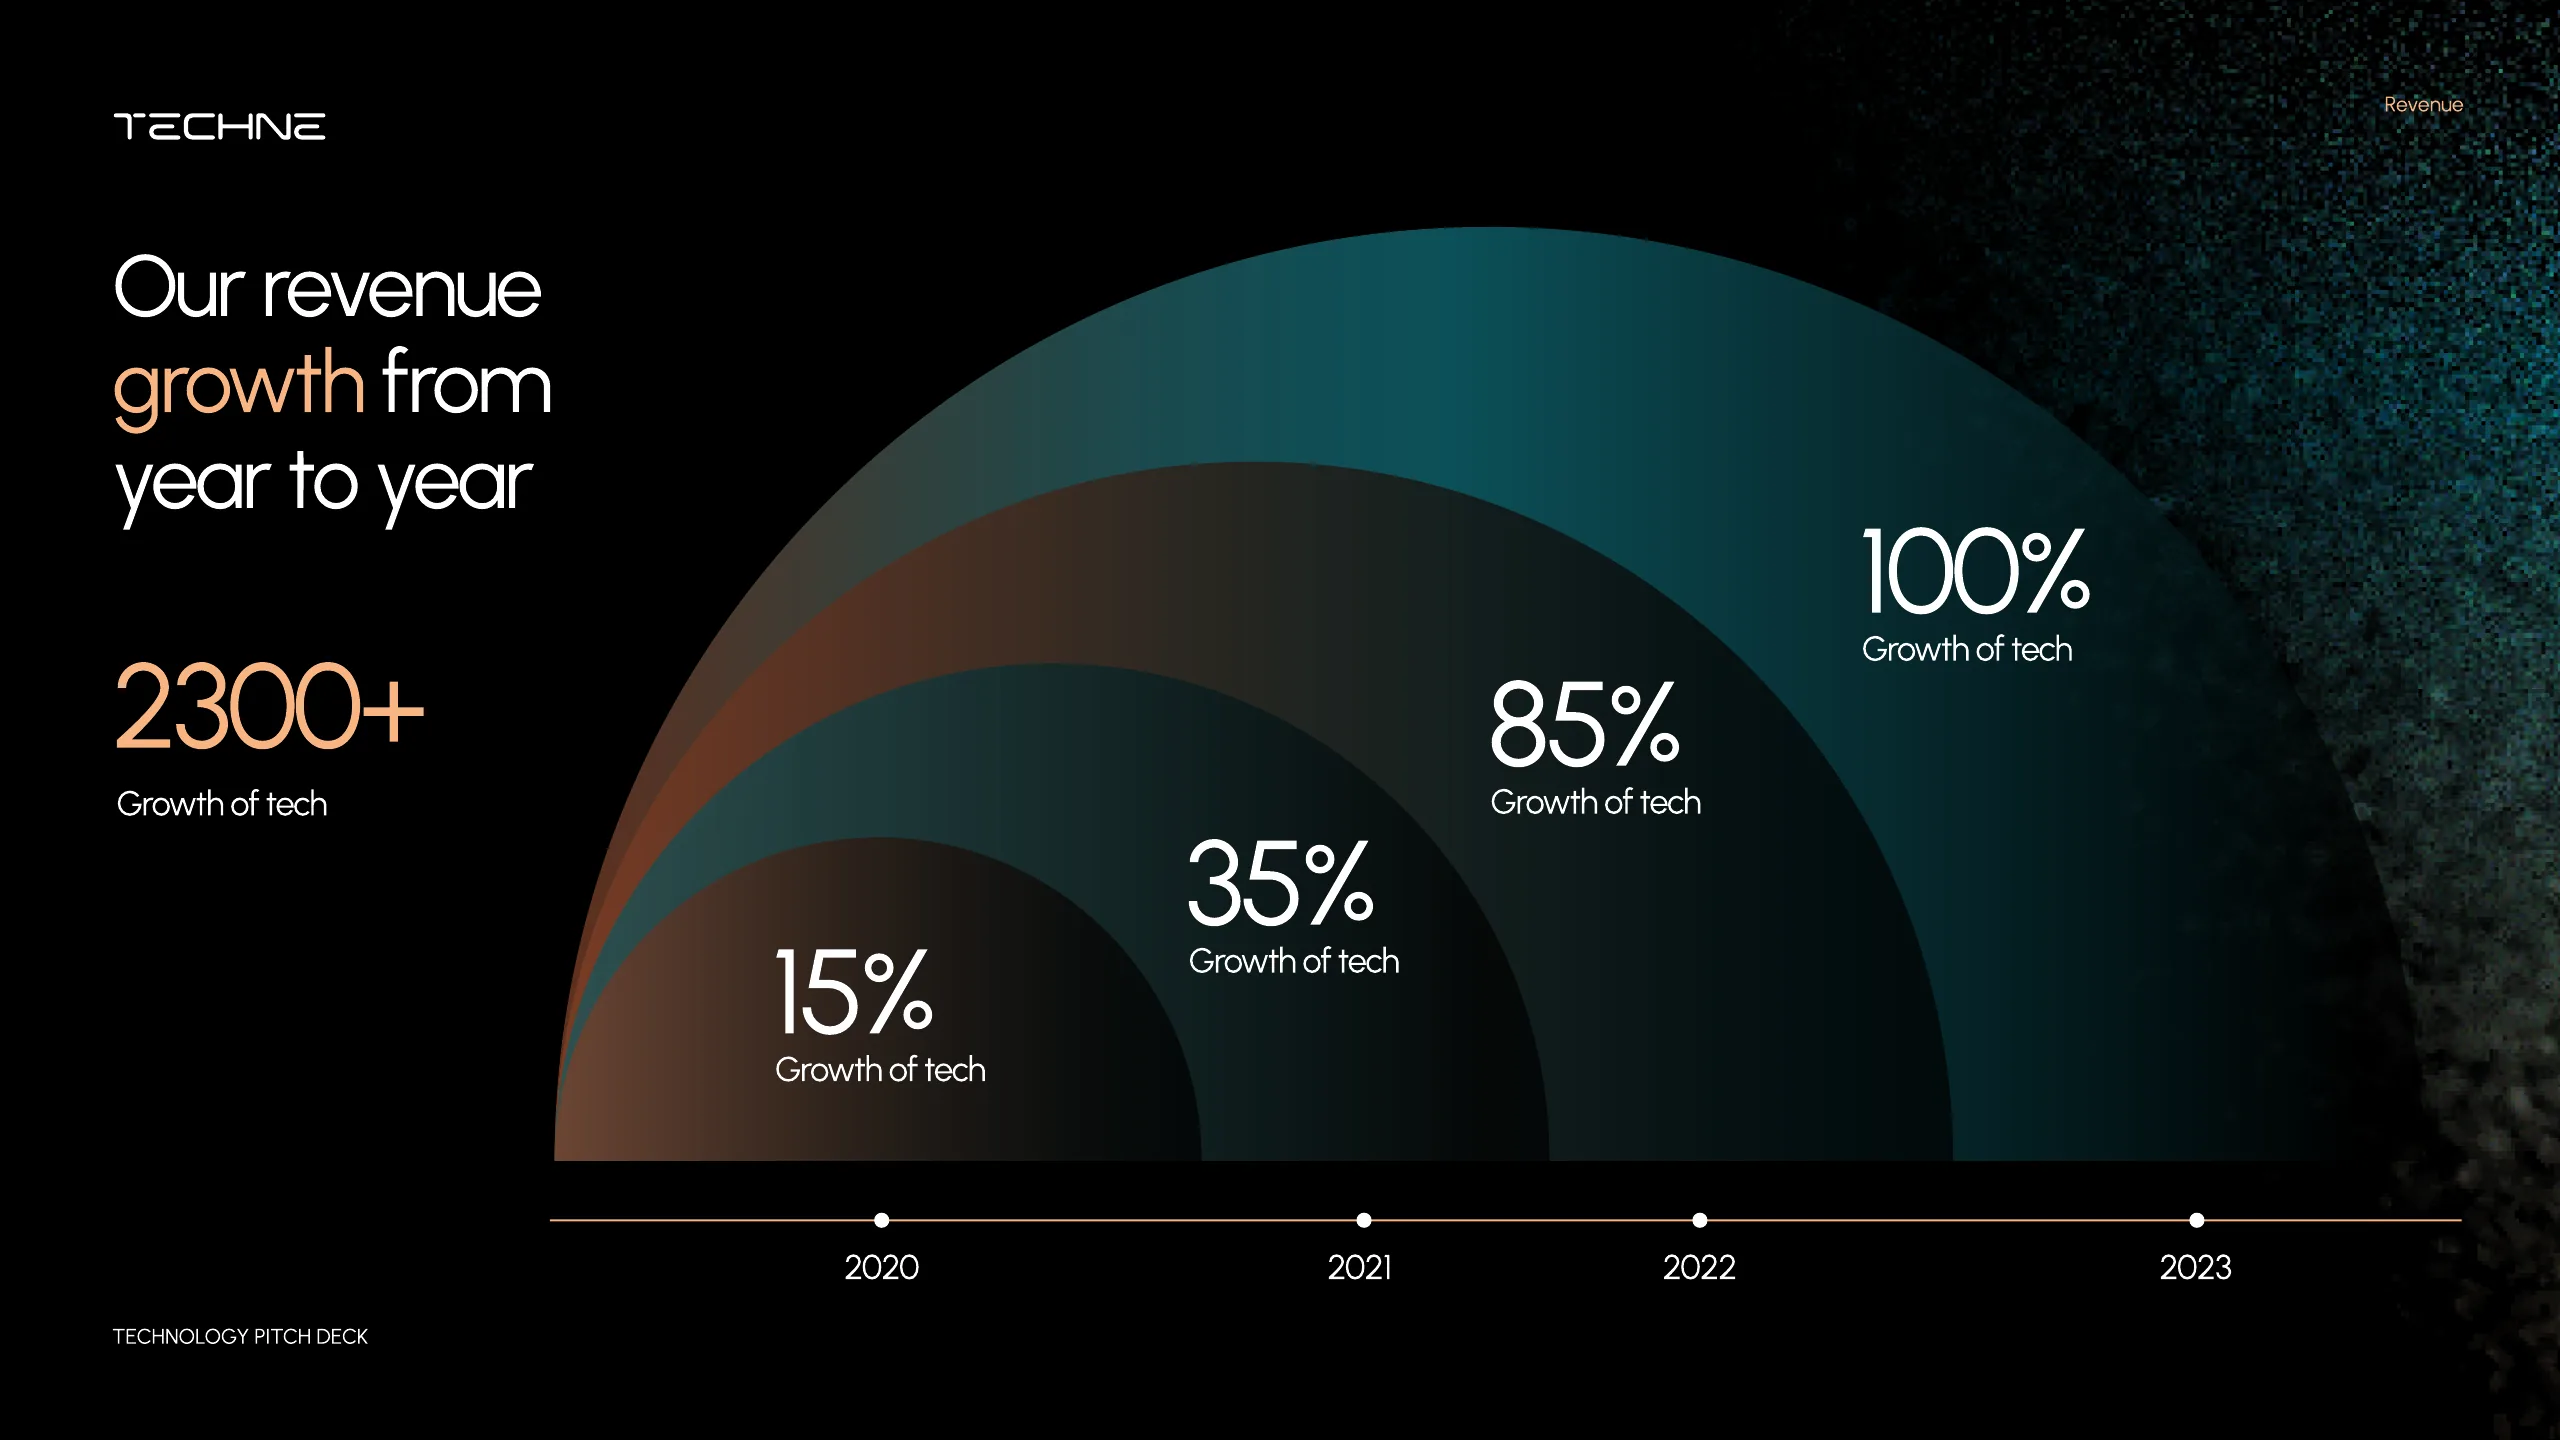 TECHNE
Revenue
Our revenue
growth from
year to year
2300+
Growth of tech
100%
Growth of tech
85%
Growth of tech
35%
Growth of tech
15%
Growth of tech
2020
2021
2022
2023
TECHNOLOGY PITCH DECK